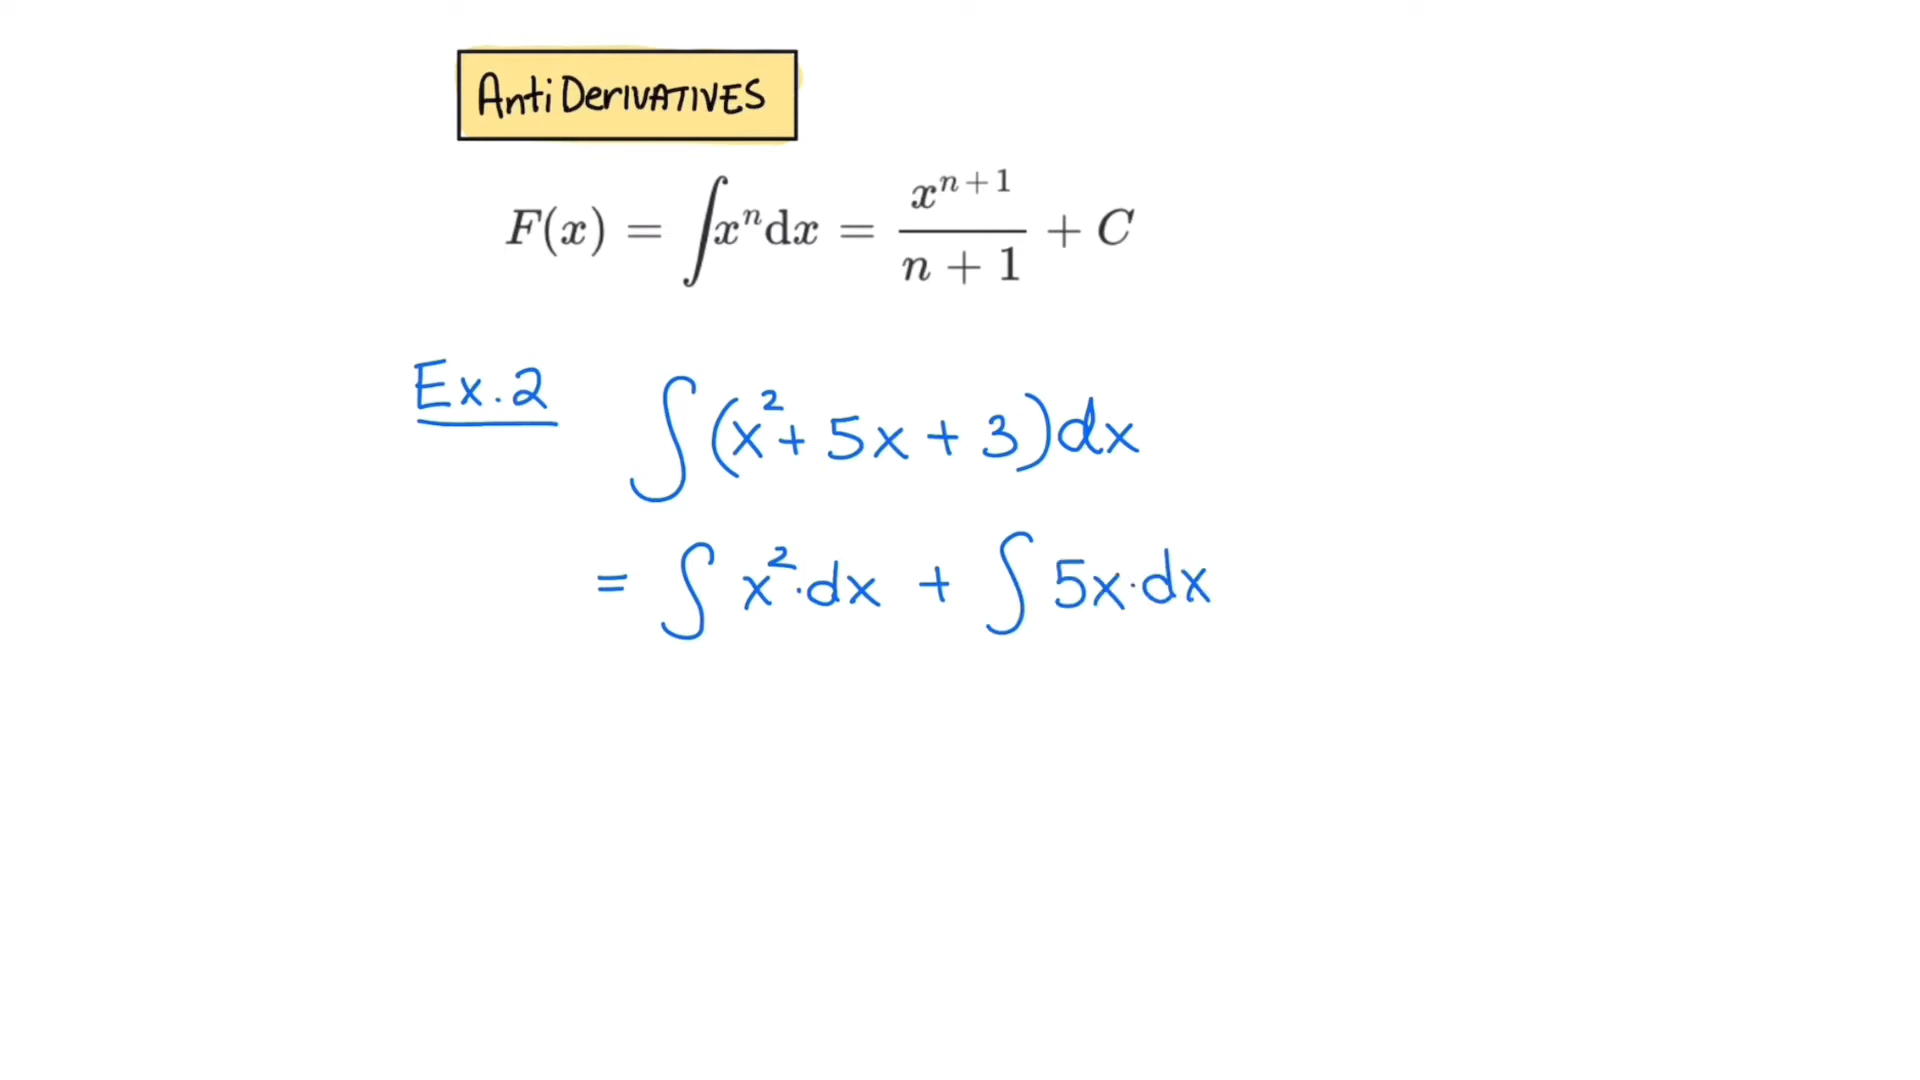 AntiDERIVATIVES
F(x) = ∫xⁿdx = xⁿ⁺¹/(n + 1) + C
Ex.2 ∫(x² + 5x + 3)dx
= ∫ x²·dx + ∫ 5x·dx